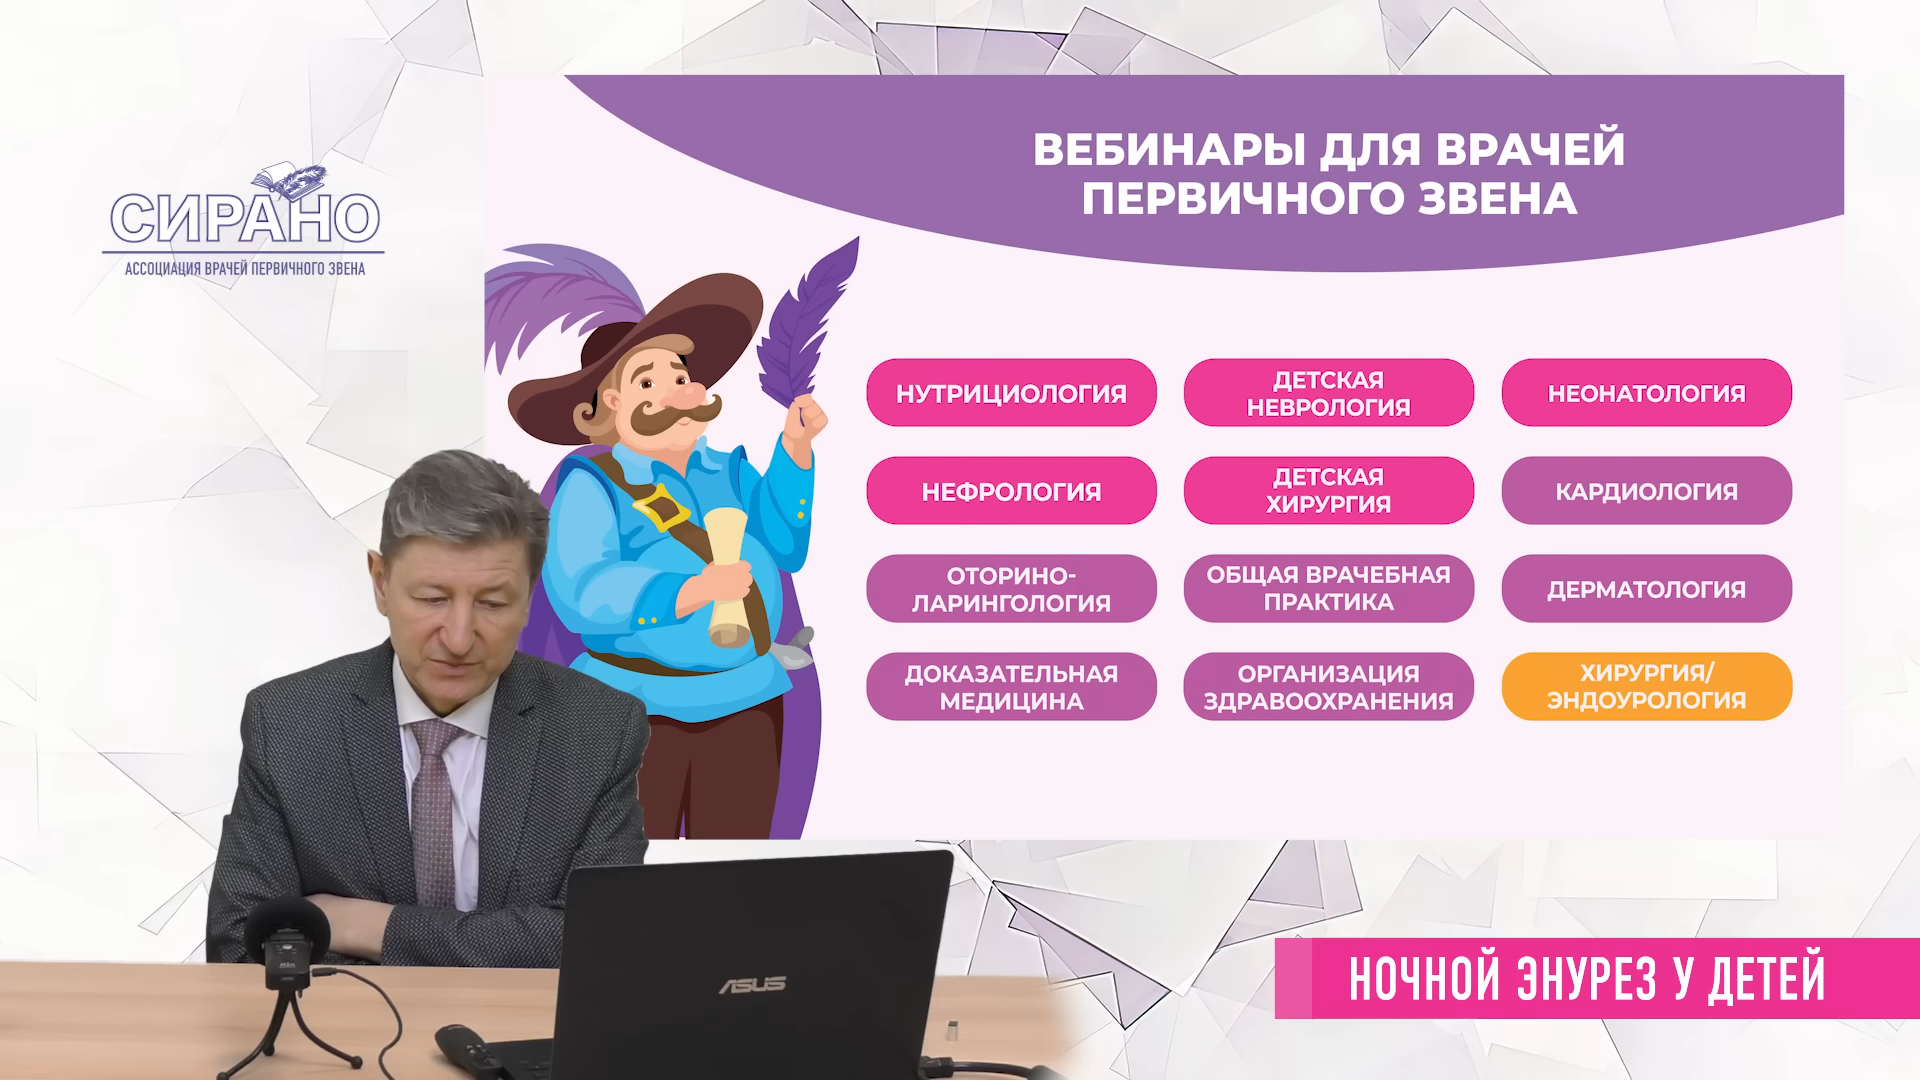 СИРАНО
АССОЦИАЦИЯ ВРАЧЕЙ ПЕРВИЧНОГО ЗВЕНА
ВЕБИНАРЫ ДЛЯ ВРАЧЕЙ
ПЕРВИЧНОГО ЗВЕНА
НУТРИЦИОЛОГИЯ
ДЕТСКАЯ
НЕВРОЛОГИЯ
НЕОНАТОЛОГИЯ
НЕФРОЛОГИЯ
ДЕТСКАЯ
ХИРУРГИЯ
КАРДИОЛОГИЯ
ОТОРИНО-
ЛАРИНГОЛОГИЯ
ОБЩАЯ ВРАЧЕБНАЯ
ПРАКТИКА
ДЕРМАТОЛОГИЯ
ДОКАЗАТЕЛЬНАЯ
МЕДИЦИНА
ОРГАНИЗАЦИЯ
ЗДРАВООХРАНЕНИЯ
ХИРУРГИЯ/
ЭНДОУРОЛОГИЯ
ASUS
НОЧНОЙ ЭНУРЕЗ У ДЕТЕЙ